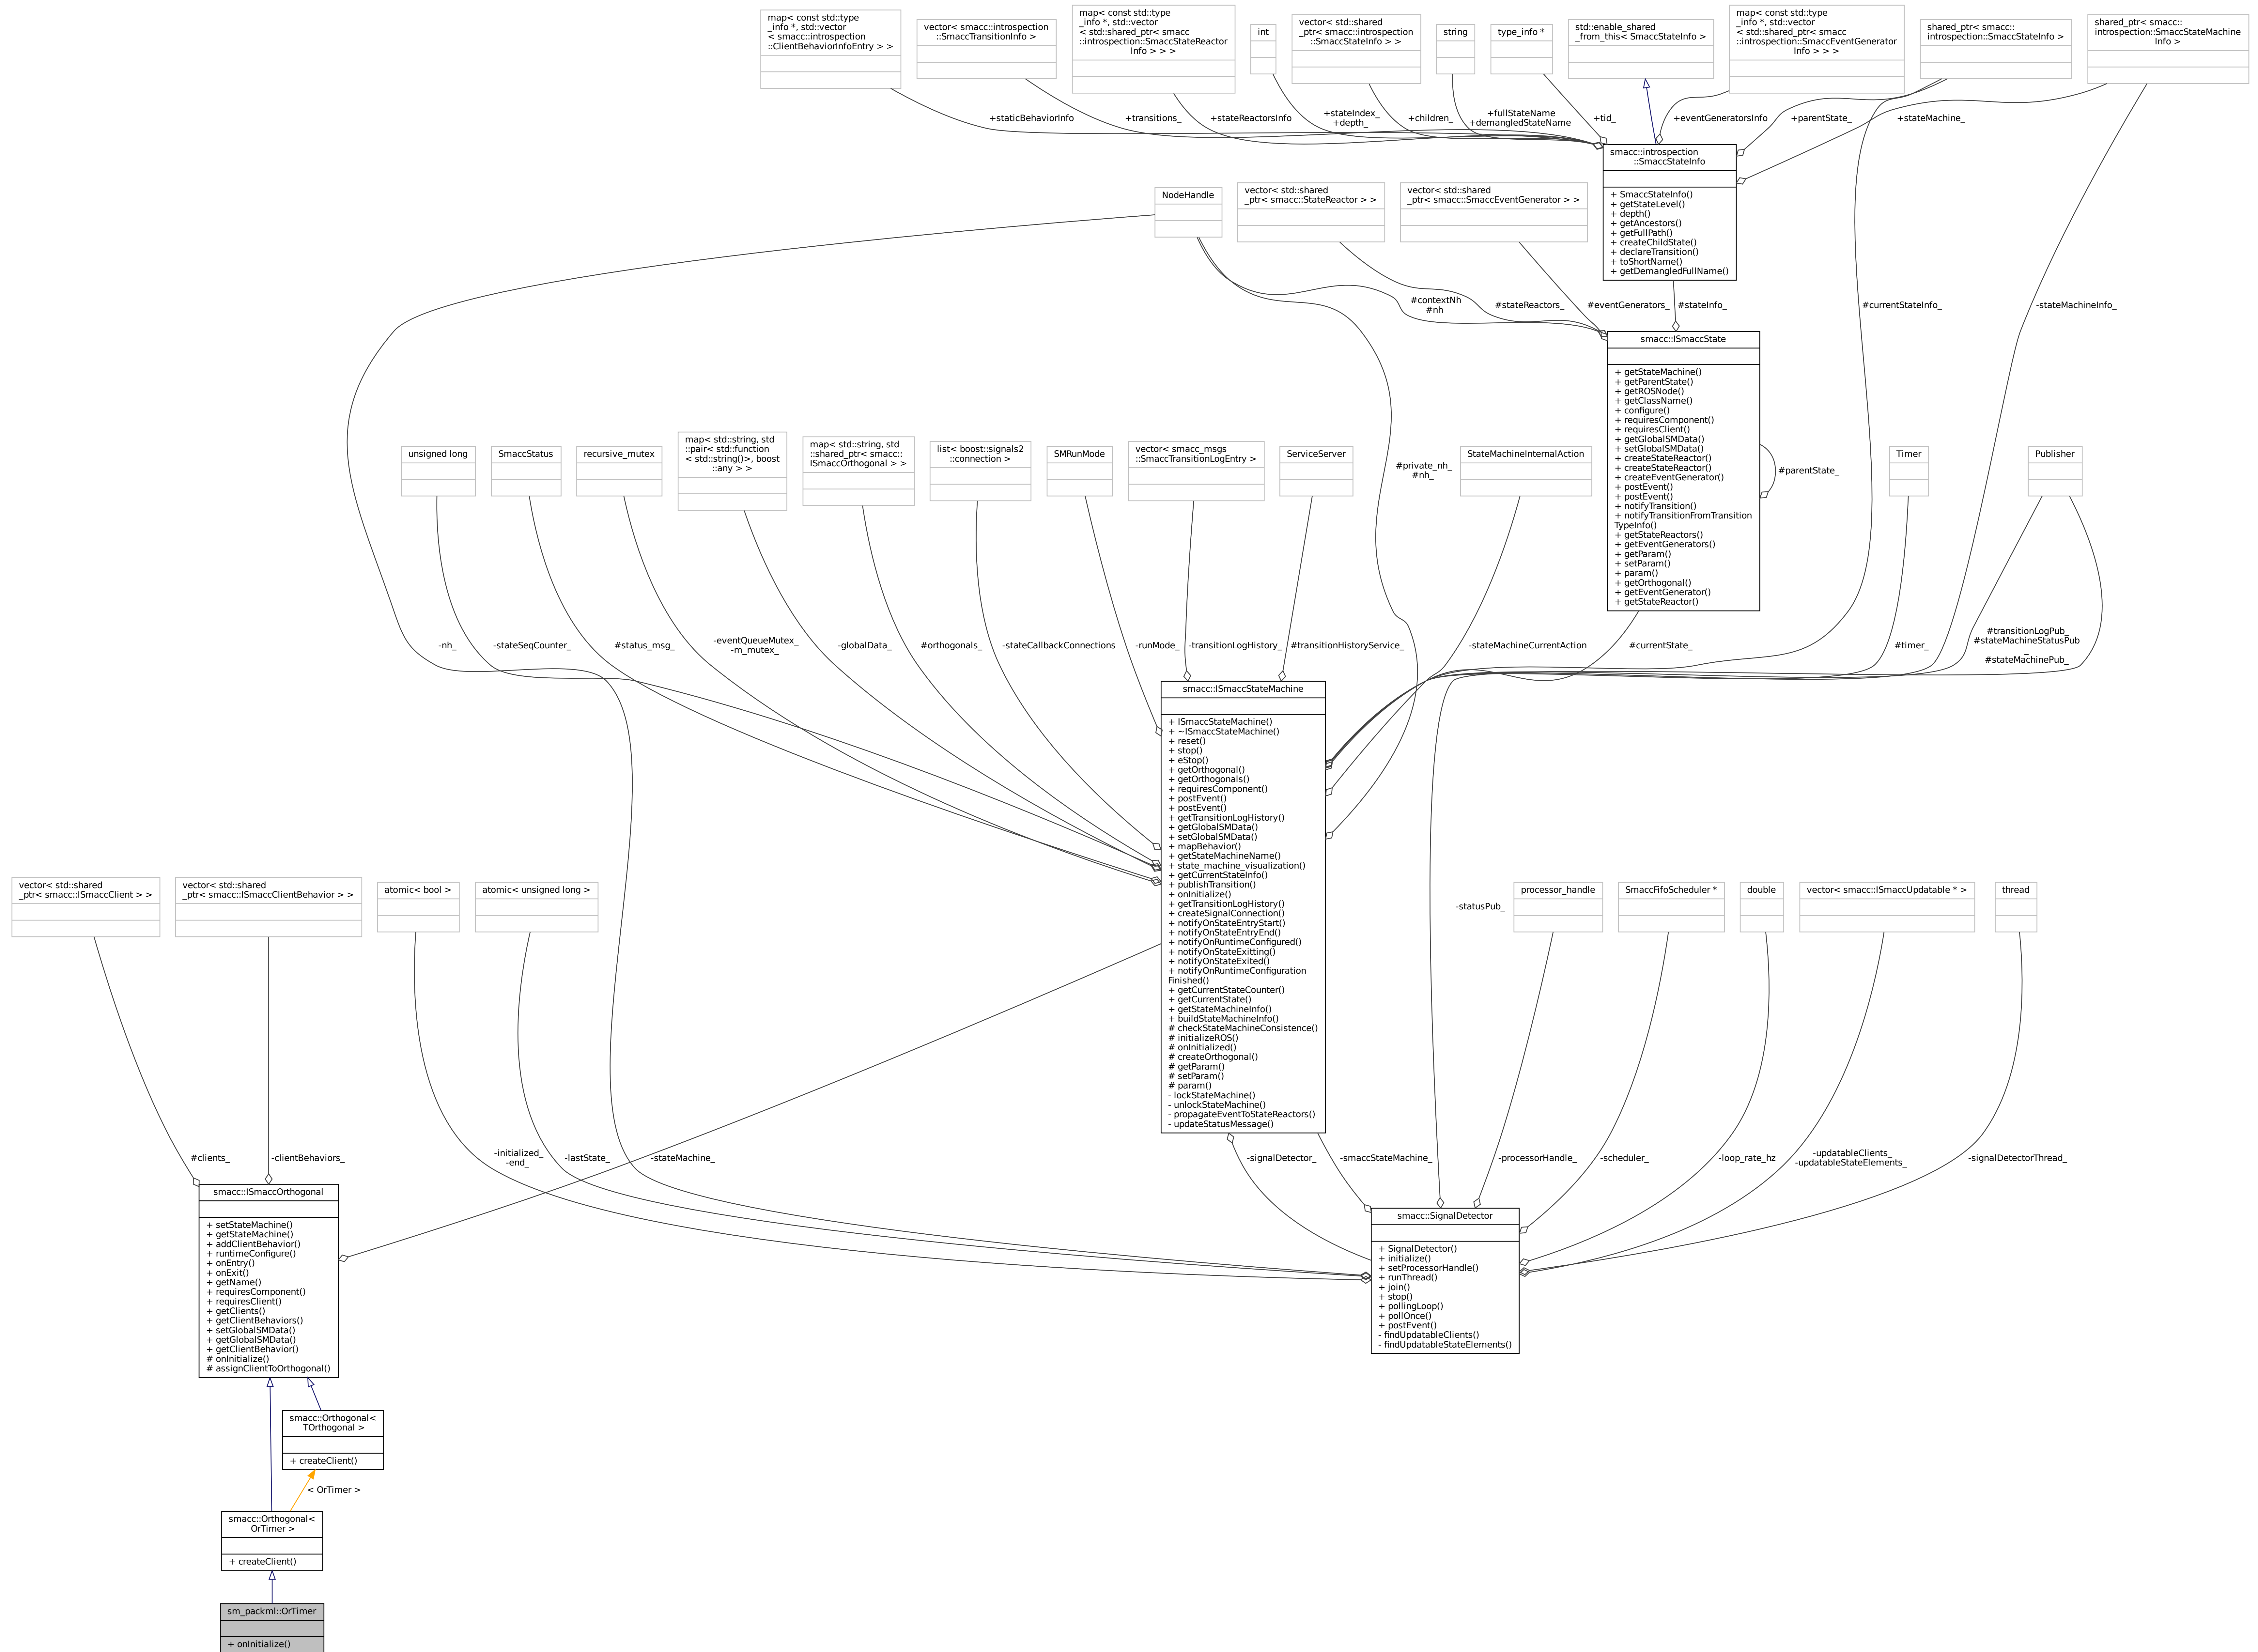 map< const std::type
_info *, std::vector
< smacc::introspection
::ClientBehaviorInfoEntry > >
vector< smacc::introspection
::SmaccTransitionInfo >
map< const std::type
_info *, std::vector
< std::shared_ptr< smacc
::introspection::SmaccStateReactor
Info > > >
int
vector< std::shared
_ptr< smacc::introspection
::SmaccStateInfo > >
string
type_info *
std::enable_shared
_from_this< SmaccStateInfo >
map< const std::type
_info *, std::vector
< std::shared_ptr< smacc
::introspection::SmaccEventGenerator
Info > > >
shared_ptr< smacc::
introspection::SmaccStateInfo >
shared_ptr< smacc::
introspection::SmaccStateMachine
Info >
+staticBehaviorInfo
+transitions_
+stateReactorsInfo
+stateIndex_
+depth_
+children_
+fullStateName
+demangledStateName
+tid_
+eventGeneratorsInfo
+parentState_
+stateMachine_
smacc::introspection
::SmaccStateInfo
+ SmaccStateInfo()
+ getStateLevel()
+ depth()
+ getAncestors()
+ getFullPath()
+ createChildState()
+ declareTransition()
+ toShortName()
+ getDemangledFullName()
NodeHandle
vector< std::shared
_ptr< smacc::StateReactor > >
vector< std::shared
_ptr< smacc::SmaccEventGenerator > >
#contextNh
#nh
#stateReactors_
#eventGenerators_
#stateInfo_
#currentStateInfo_
-stateMachineInfo_
smacc::ISmaccState
+ getStateMachine()
+ getParentState()
+ getROSNode()
+ getClassName()
+ configure()
+ requiresComponent()
+ requiresClient()
+ getGlobalSMData()
+ setGlobalSMData()
+ createStateReactor()
+ createStateReactor()
+ createEventGenerator()
+ postEvent()
+ postEvent()
+ notifyTransition()
+ notifyTransitionFromTransition
TypeInfo()
+ getStateReactors()
+ getEventGenerators()
+ getParam()
+ setParam()
+ param()
+ getOrthogonal()
+ getEventGenerator()
+ getStateReactor()
#parentState_
unsigned long
SmaccStatus
recursive_mutex
map< std::string, std
::pair< std::function
< std::string()>, boost
::any > >
map< std::string, std
::shared_ptr< smacc::
ISmaccOrthogonal > >
list< boost::signals2
::connection >
SMRunMode
vector< smacc_msgs
::SmaccTransitionLogEntry >
ServiceServer
#private_nh_
#nh_
StateMachineInternalAction
Timer
Publisher
-nh_
-stateSeqCounter_
#status_msg_
-eventQueueMutex_
-m_mutex_
-globalData_
#orthogonals_
-stateCallbackConnections
-runMode_
-transitionLogHistory_
#transitionHistoryService_
-stateMachineCurrentAction
#currentState_
#timer_
#transitionLogPub_
#stateMachineStatusPub
_
#stateMachinePub_
smacc::ISmaccStateMachine
+ ISmaccStateMachine()
+ ~ISmaccStateMachine()
+ reset()
+ stop()
+ eStop()
+ getOrthogonal()
+ getOrthogonals()
+ requiresComponent()
+ postEvent()
+ postEvent()
+ getTransitionLogHistory()
+ getGlobalSMData()
+ setGlobalSMData()
+ mapBehavior()
+ getStateMachineName()
+ state_machine_visualization()
+ getCurrentStateInfo()
+ publishTransition()
+ onInitialize()
+ getTransitionLogHistory()
+ createSignalConnection()
+ notifyOnStateEntryStart()
+ notifyOnStateEntryEnd()
+ notifyOnRuntimeConfigured()
+ notifyOnStateExitting()
+ notifyOnStateExited()
+ notifyOnRuntimeConfiguration
Finished()
+ getCurrentStateCounter()
+ getCurrentState()
+ getStateMachineInfo()
+ buildStateMachineInfo()
# checkStateMachineConsistence()
# initializeROS()
# onInitialized()
# createOrthogonal()
# getParam()
# setParam()
# param()
- lockStateMachine()
- unlockStateMachine()
- propagateEventToStateReactors()
- updateStatusMessage()
vector< std::shared
_ptr< smacc::ISmaccClient > >
vector< std::shared
_ptr< smacc::ISmaccClientBehavior > >
atomic< bool >
atomic< unsigned long >
-statusPub_
processor_handle
SmaccFifoScheduler *
double
vector< smacc::ISmaccUpdatable * >
thread
#clients_
-clientBehaviors_
-initialized_
-end_
-lastState_
-stateMachine_
-signalDetector_
-smaccStateMachine_
-processorHandle_
-scheduler_
-loop_rate_hz
-updatableClients_
-updatableStateElements_
-signalDetectorThread_
smacc::ISmaccOrthogonal
+ setStateMachine()
+ getStateMachine()
+ addClientBehavior()
+ runtimeConfigure()
+ onEntry()
+ onExit()
+ getName()
+ requiresComponent()
+ requiresClient()
+ getClients()
+ getClientBehaviors()
+ setGlobalSMData()
+ getGlobalSMData()
+ getClientBehavior()
# onInitialize()
# assignClientToOrthogonal()
smacc::SignalDetector
+ SignalDetector()
+ initialize()
+ setProcessorHandle()
+ runThread()
+ join()
+ stop()
+ pollingLoop()
+ pollOnce()
+ postEvent()
- findUpdatableClients()
- findUpdatableStateElements()
smacc::Orthogonal<
TOrthogonal >
+ createClient()
< OrTimer >
smacc::Orthogonal<
OrTimer >
+ createClient()
sm_packml::OrTimer
+ onInitialize()